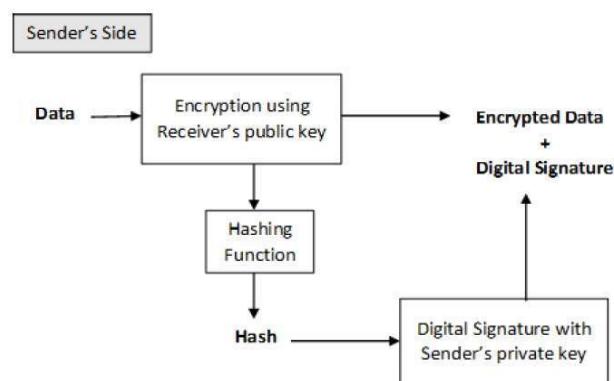 Sender's Side
Data
Encryption using
Receiver's public key
Encrypted Data
+
Digital Signature
Hashing
Function
Hash
Digital Signature with
Sender's private key